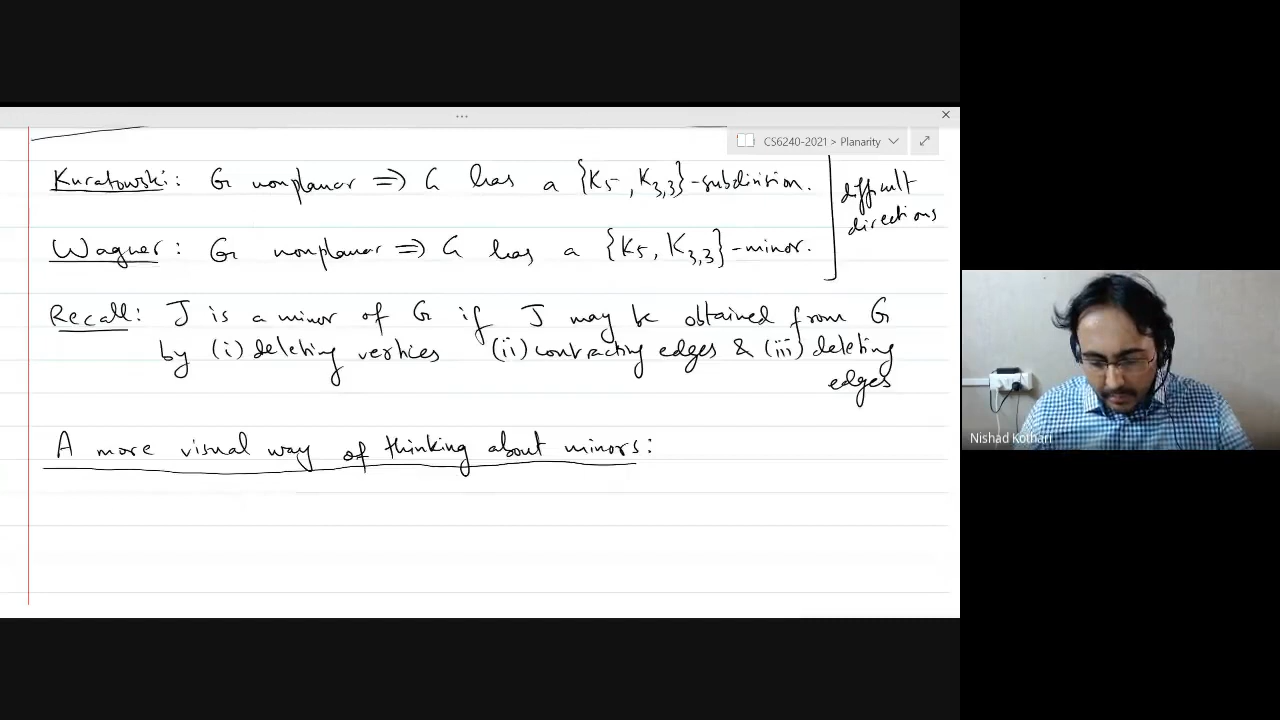 CS6240-2021 > Planarity
Kuratowski: G nonplanar ⇒ G has a {K5, K3,3}-subdivision.
difficult
directions
Wagner: G nonplanar ⇒ G has a {K5, K3,3}-minor.
Recall: J is a minor of G if J may be obtained from G
by (i) deleting vertices (ii) contracting edges & (iii) deleting
edges
A more visual way of thinking about minors:
Nishad Kothari